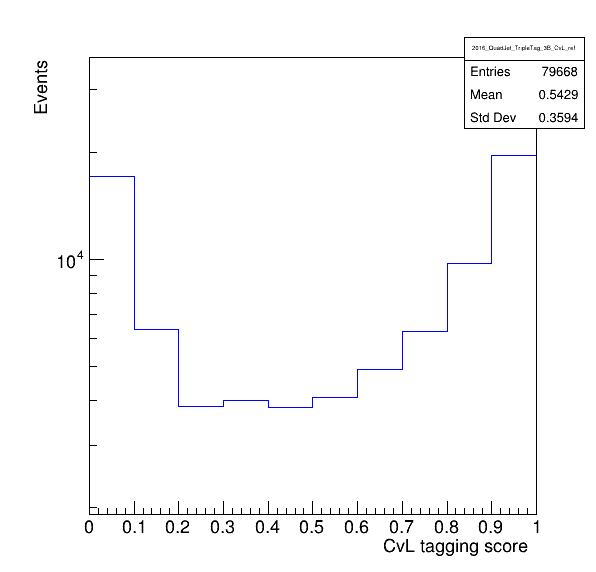 2016_QuadJet_TripleTag_3B_CvL_ref
Entries 79668
Mean 0.5429
Std Dev 0.3594
Events
10^4
0 0.1 0.2 0.3 0.4 0.5 0.6 0.7 0.8 0.9 1
CvL tagging score